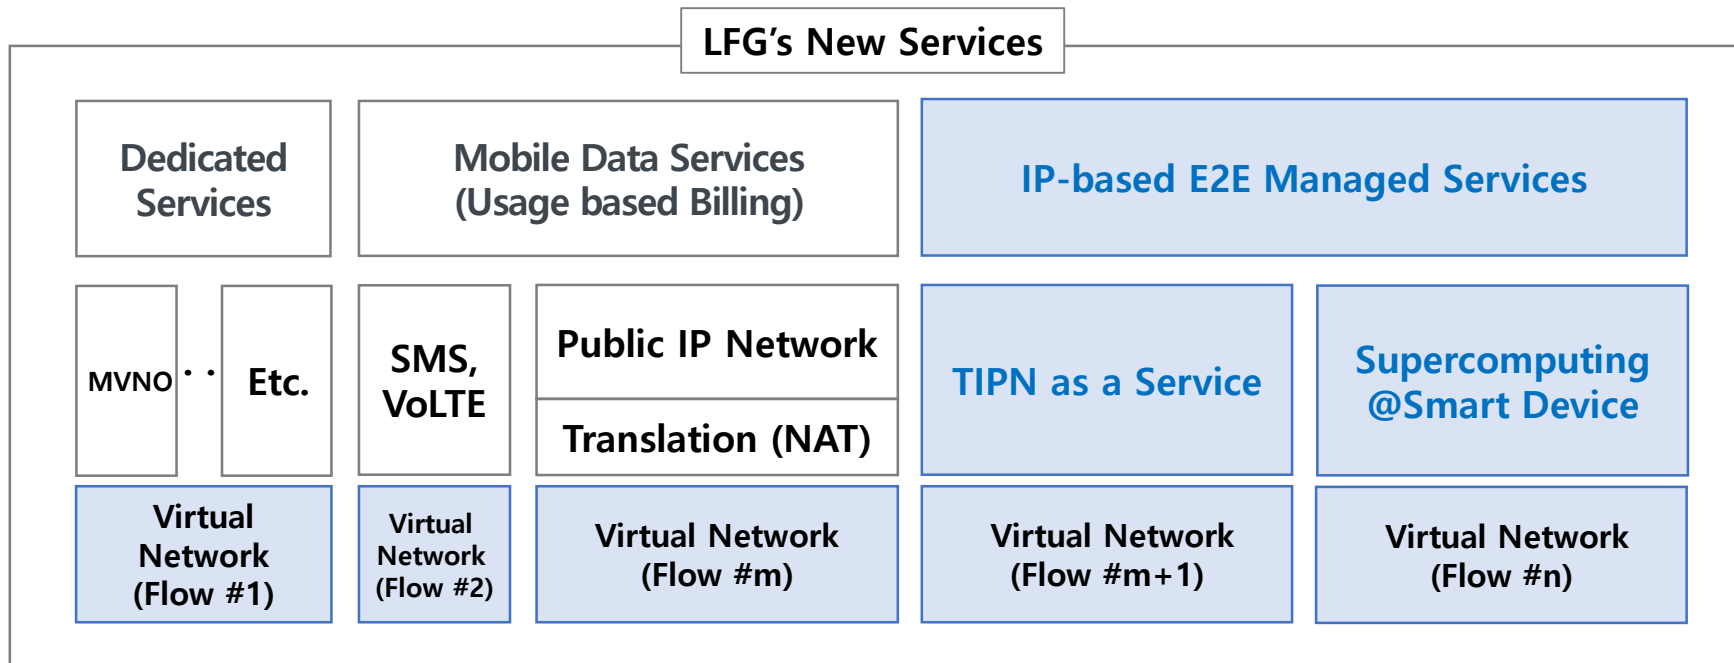 LFG's New Services
Dedicated
Services
Mobile Data Services
(Usage based Billing)
IP-based E2E Managed Services
MVNO
..
Etc.
SMS,
VoLTE
Public IP Network
Translation (NAT)
TIPN as a Service
Supercomputing
@Smart Device
Virtual
Network
(Flow #1)
Virtual
Network
(Flow #2)
Virtual Network
(Flow #m)
Virtual Network
(Flow #m+1)
Virtual Network
(Flow #n)